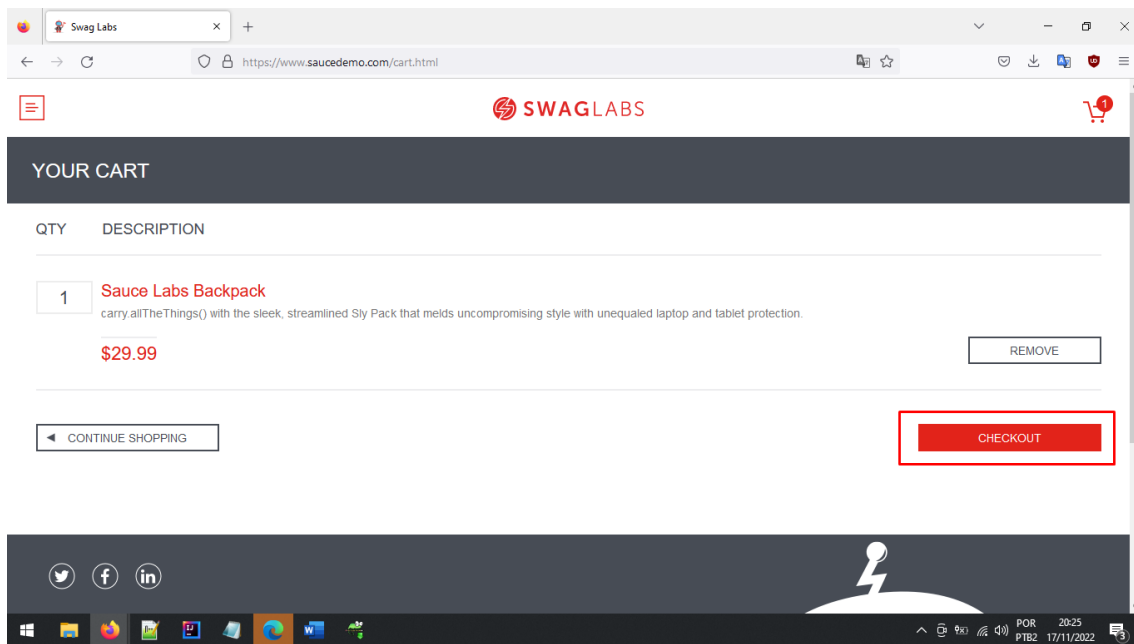 Swag Labs
https://www.saucedemo.com/cart.html
SWAGLABS
1
YOUR CART
QTY DESCRIPTION
1
Sauce Labs Backpack
carry.allTheThings() with the sleek, streamlined Sly Pack that melds uncompromising style with unequaled laptop and tablet protection.
$29.99
REMOVE
CONTINUE SHOPPING
CHECKOUT
in
POR 20:25
PTB2 17/11/2022
3